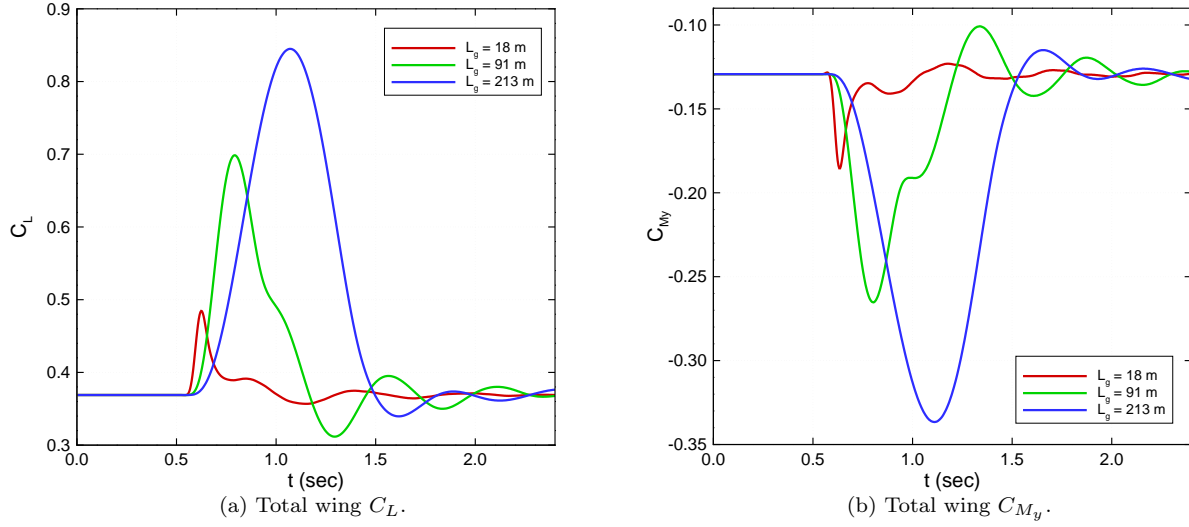 0.9
0.8
0.7
0.6
0.5
0.4
0.3
C_L
0.0 0.5 1.0 1.5 2.0
t (sec)
L_g = 18 m
L_g = 91 m
L_g = 213 m
(a) Total wing C_L.
-0.10
-0.15
-0.20
-0.25
-0.30
-0.35
C_My
0.0 0.5 1.0 1.5 2.0
t (sec)
L_g = 18 m
L_g = 91 m
L_g = 213 m
(b) Total wing C_{M_y}.